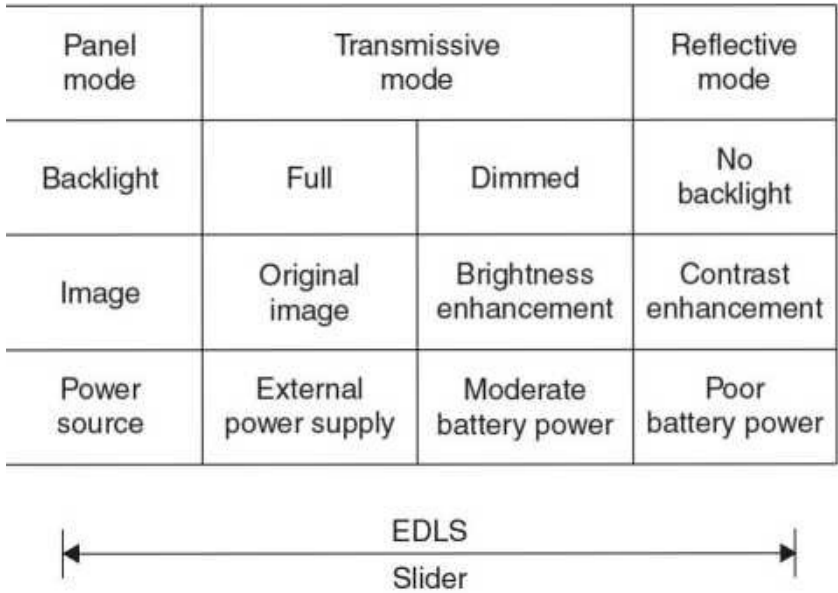 Panel
mode
Transmissive
mode
Reflective
mode
Backlight
Full
Dimmed
No
backlight
Image
Original
image
Brightness
enhancement
Contrast
enhancement
Power
source
External
power supply
Moderate
battery power
Poor
battery power
EDLS
Slider